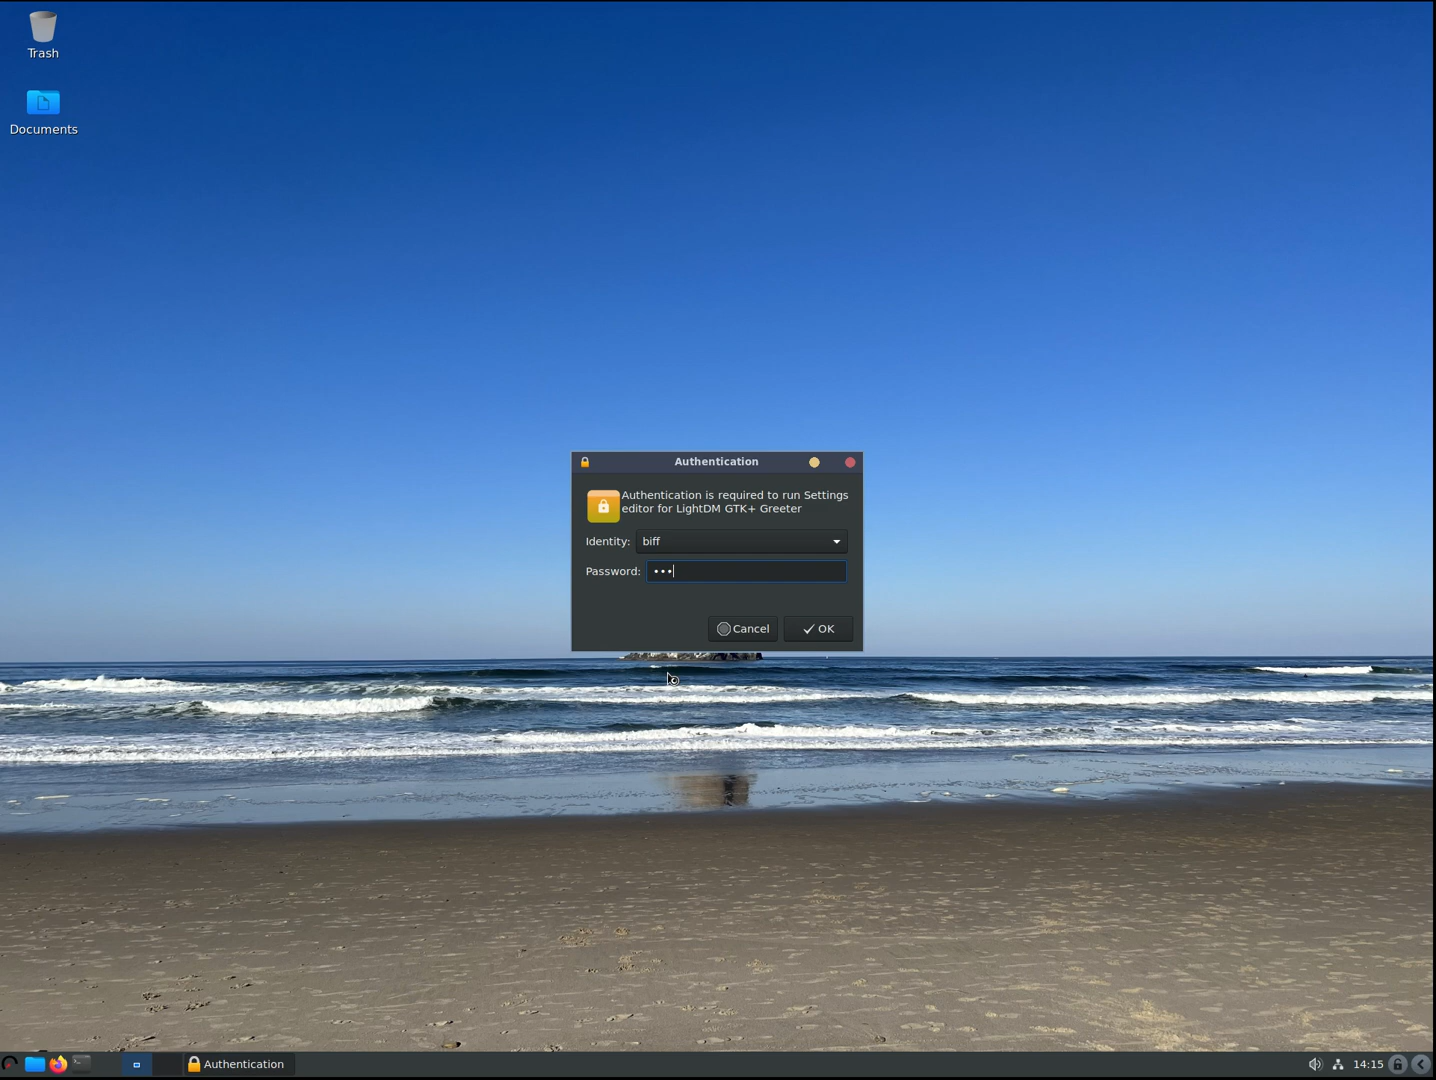 Trash
Documents
Authentication
Authentication is required to run Settings
editor for LightDM GTK+ Greeter
Identity: biff
Password: •••
Cancel OK
Authentication 14:15